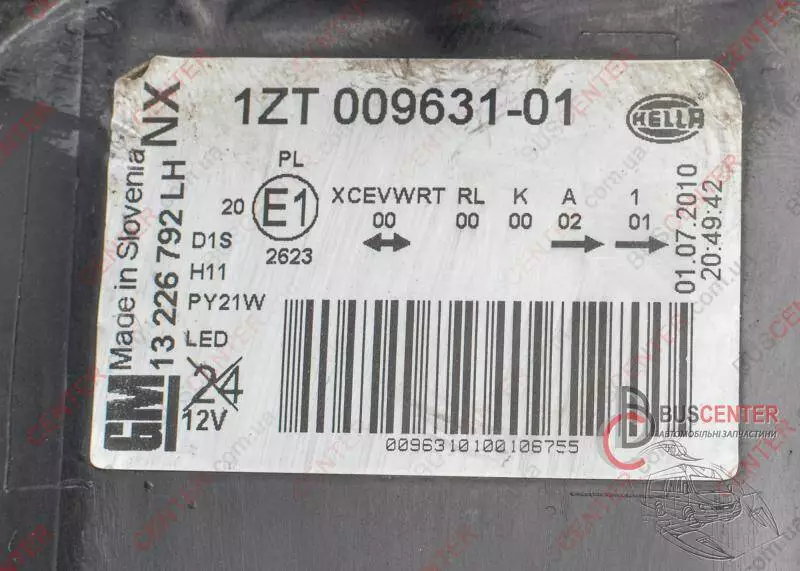 1ZT 009631-01
HELLA
GM
Made in Slovenia
13 226 792 LH
NX
PL
20
E1
2623
XCEVWRT RL K A 1
00 00 00 02 01
D1S
H11
PY21W
LED
24
12V
01.07.2010
20:49:42
0096310100106755
BUSCENTER
АВТОМОБІЛЬНІ ЗАПЧАСТИНИ